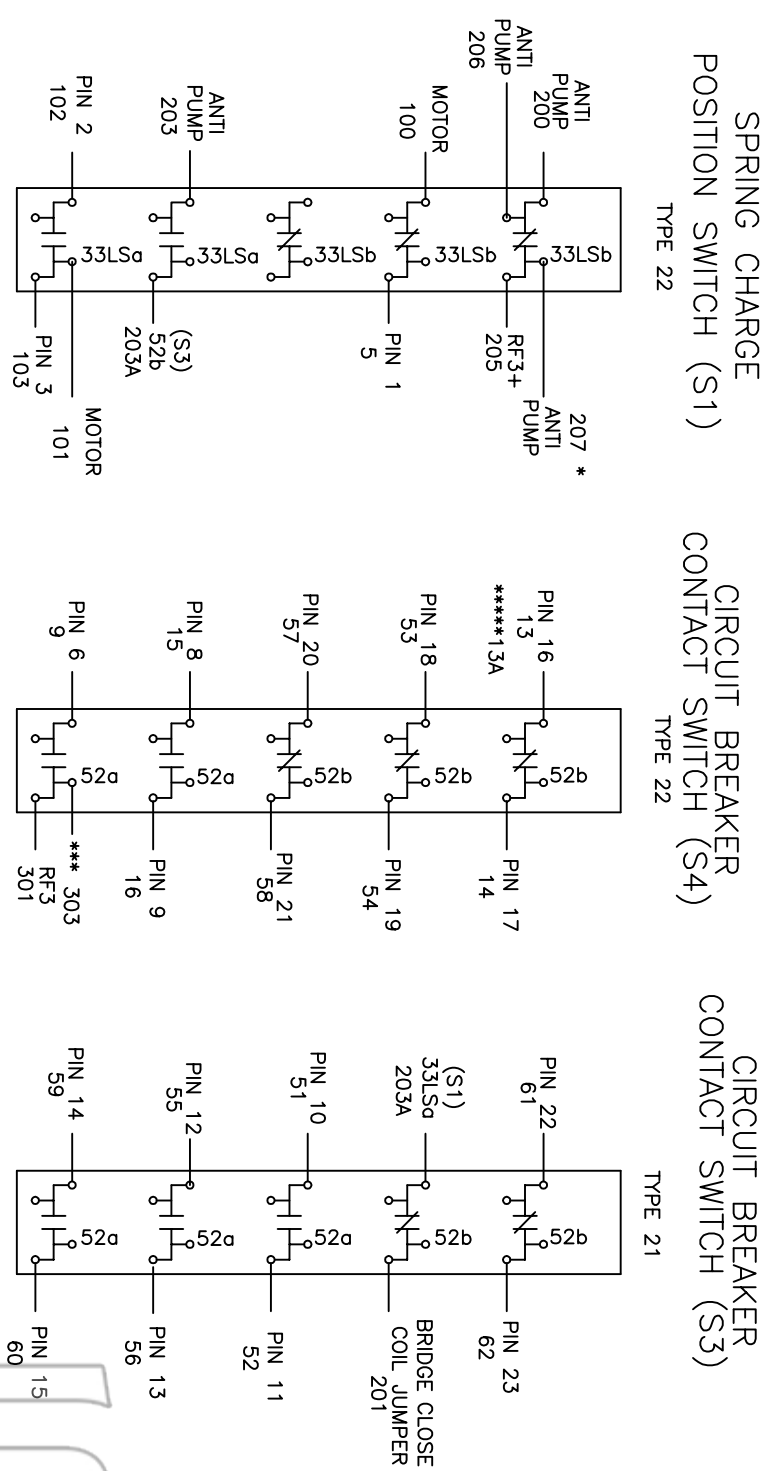 SPRING CHARGE
POSITION SWITCH (S1)
TYPE 22
ANTI
PUMP
200
ANTI
PUMP
206
MOTOR
100
ANTI
PUMP
203
PIN 2
102
33LSb
33LSb
33LSb
33LSa
33LSa
207 *
ANTI
PUMP
RF3+
205
PIN 1
5
(S3)
52b
203A
PIN 3
103
MOTOR
101
CIRCUIT BREAKER
CONTACT SWITCH (S4)
TYPE 22
PIN 16
13
*****13A
PIN 18
53
PIN 20
57
PIN 8
15
PIN 6
9
52b
52b
52b
52a
52a
PIN 17
14
PIN 19
54
PIN 21
58
PIN 9
16
*** 303
RF3
301
CIRCUIT BREAKER
CONTACT SWITCH (S3)
TYPE 21
PIN 22
61
(S1)
33LSa
203A
PIN 10
51
PIN 12
55
PIN 14
59
52b
52b
52a
52a
52a
PIN 23
62
BRIDGE CLOSE
COIL JUMPER
201
PIN 11
52
PIN 13
56
PIN 15
60